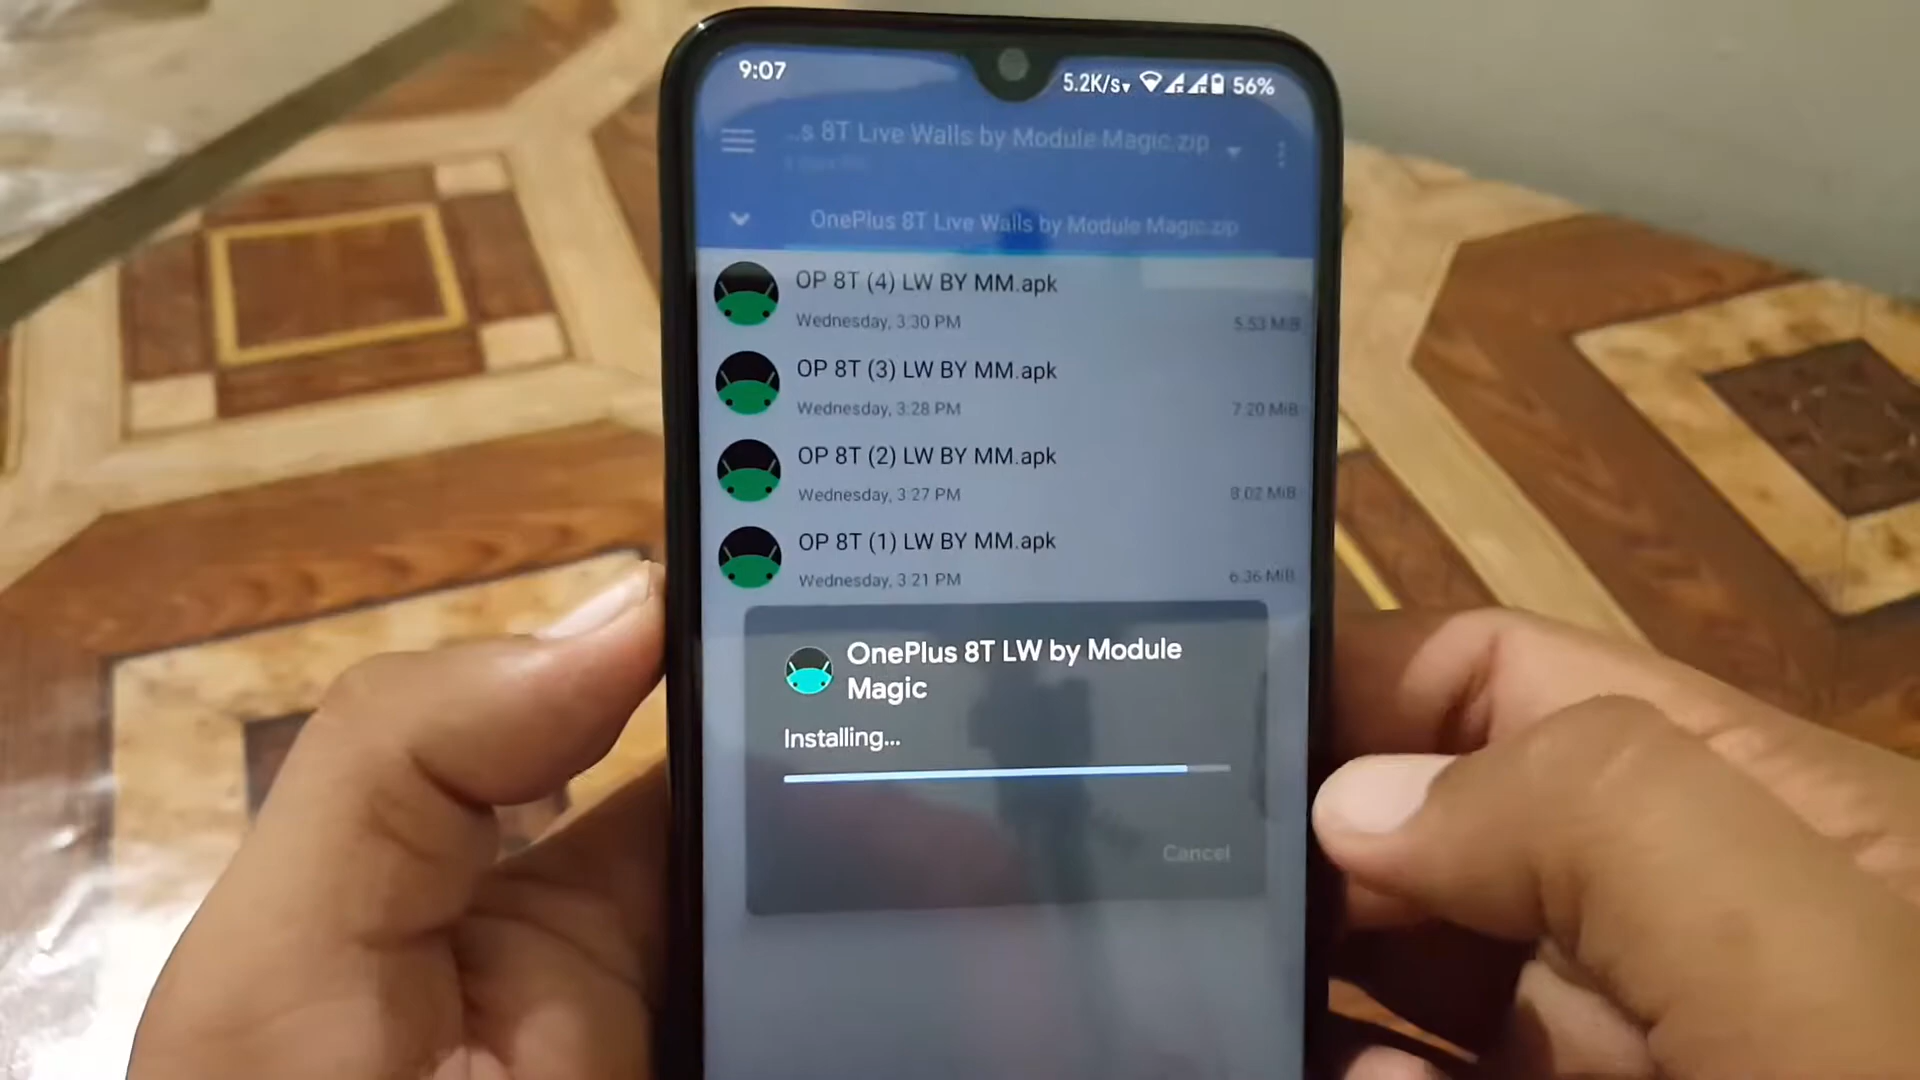 9:07
5.2K/s 56%
..s 8T Live Walls by Module Magic.zip
OnePlus 8T Live Walls by Module Magic.zip
OP 8T (4) LW BY MM.apk
Wednesday, 3:30 PM 5.53 MiB
OP 8T (3) LW BY MM.apk
Wednesday, 3:28 PM 7.20 MiB
OP 8T (2) LW BY MM.apk
Wednesday, 3:27 PM 8.02 MiB
OP 8T (1) LW BY MM.apk
Wednesday, 3:21 PM 6.36 MiB
OnePlus 8T LW by Module
Magic
Installing...
Cancel